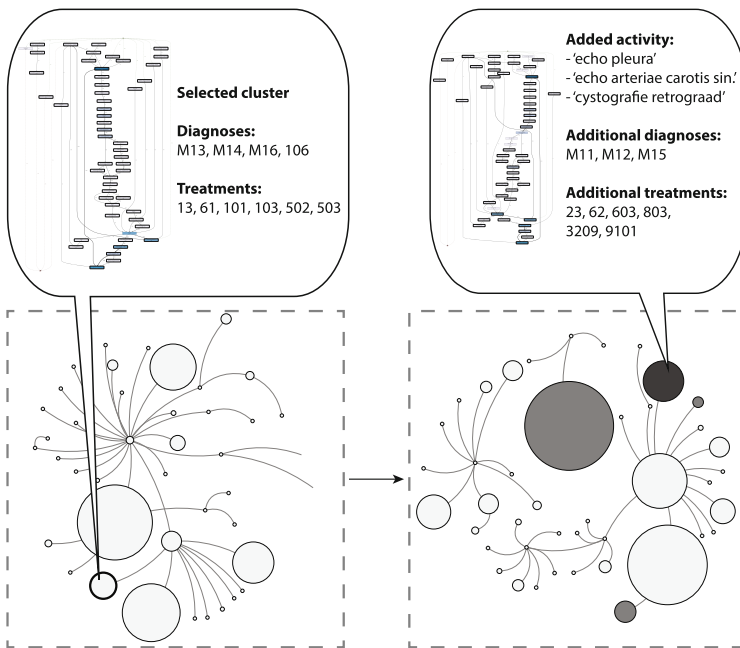 Selected cluster
Diagnoses:
M13, M14, M16, 106
Treatments:
13, 61, 101, 103, 502, 503
Added activity:
- ‘echo pleura’
- ‘echo arteriae carotis sin.’
- ‘cystografie retrograad’
Additional diagnoses:
M11, M12, M15
Additional treatments:
23, 62, 603, 803,
3209, 9101